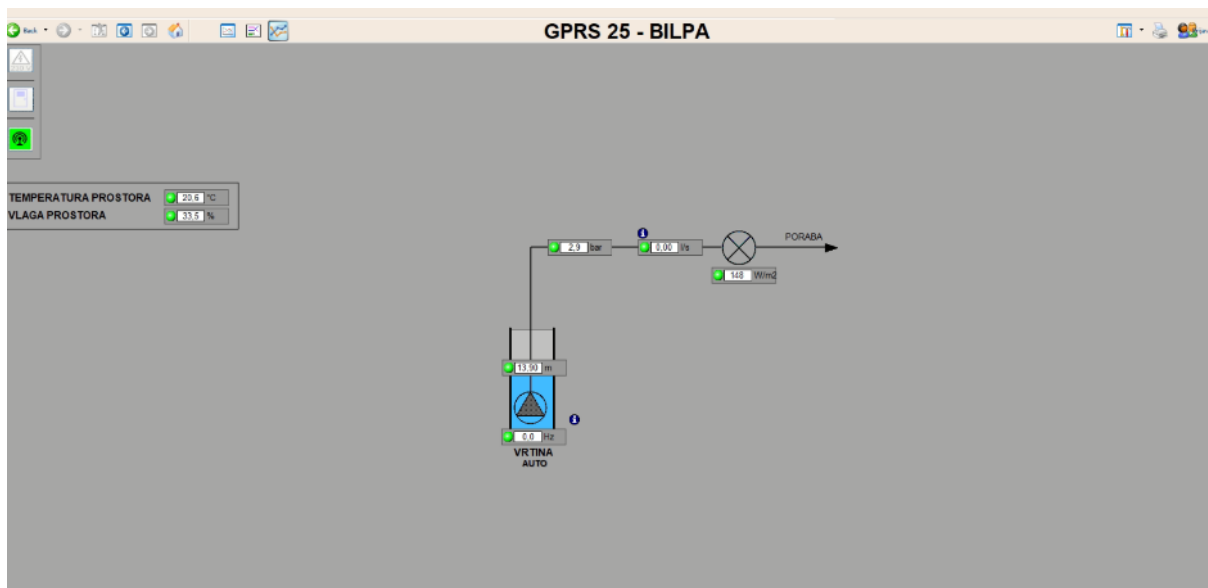 Back
GPRS 25 - BILPA
TEMPERATURA PROSTORA 20,6 °C
VLAGA PROSTORA 33,5 %
2,9 bar
0,00 l/s
PORABA
148 W/m2
13,90 m
0,0 Hz
VRTINA
AUTO